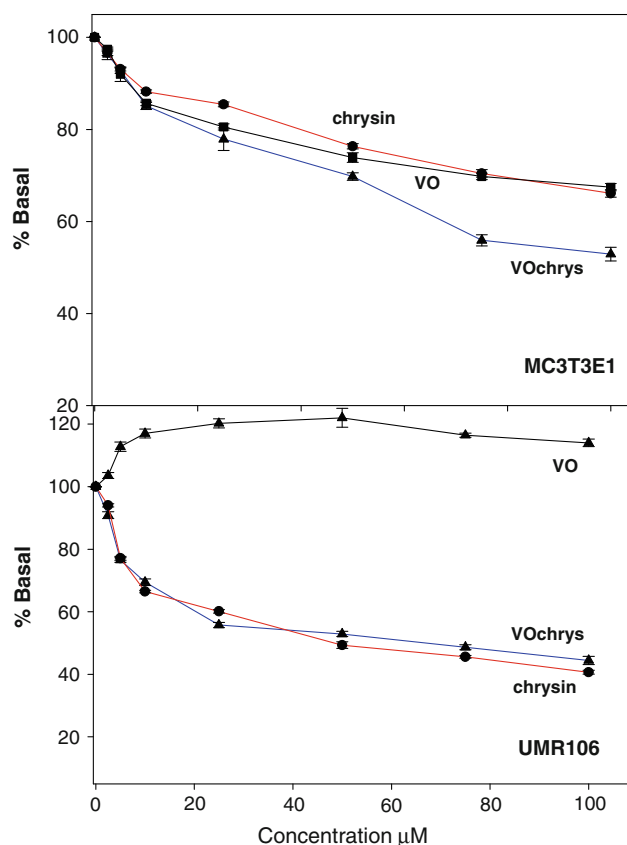 100
80
60
40
20
% Basal
chrysin
VO
VOchrys
MC3T3E1
120
100
80
60
40
20
% Basal
VO
VOchrys
chrysin
UMR106
0 20 40 60 80 100
Concentration µM